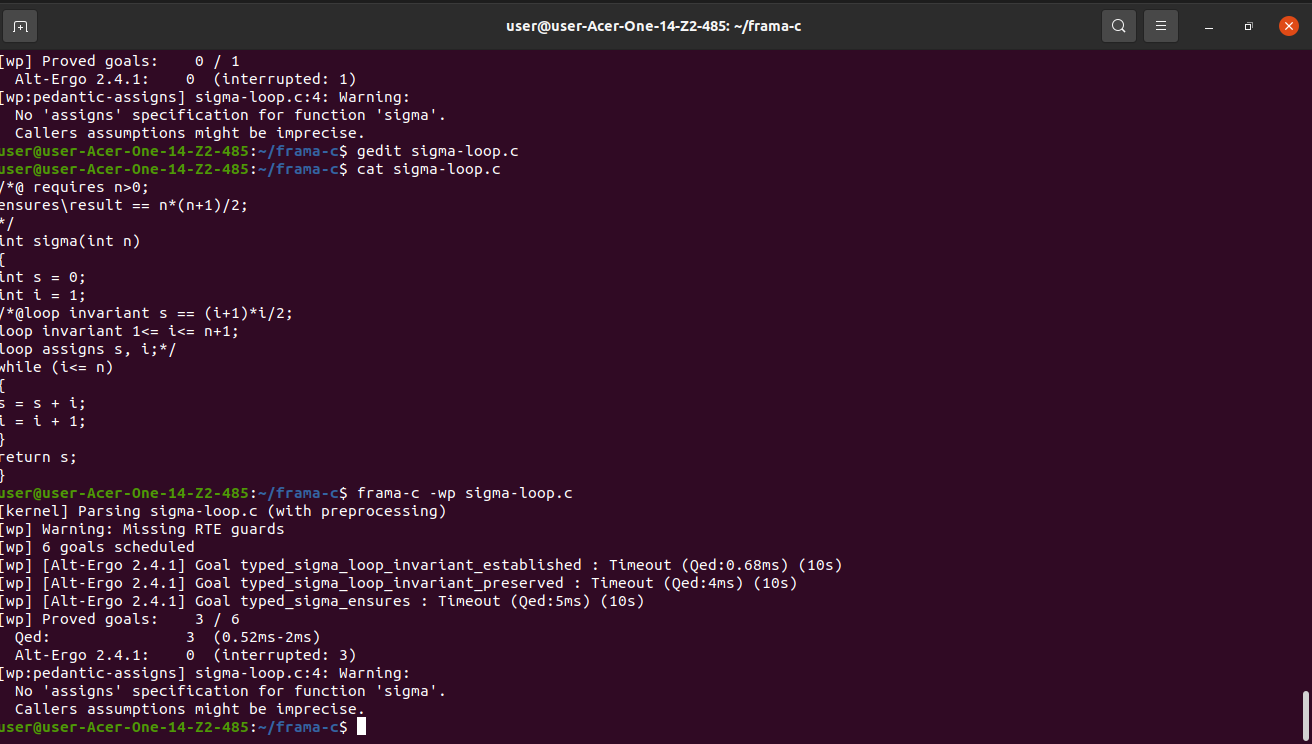 user@user-Acer-One-14-Z2-485: ~/frama-c
[wp] Proved goals:    0 / 1
  Alt-Ergo 2.4.1:    0  (interrupted: 1)
[wp:pedantic-assigns] sigma-loop.c:4: Warning:
  No 'assigns' specification for function 'sigma'.
  Callers assumptions might be imprecise.
user@user-Acer-One-14-Z2-485:~/frama-c$ gedit sigma-loop.c
user@user-Acer-One-14-Z2-485:~/frama-c$ cat sigma-loop.c
/*@ requires n>0;
ensures\result == n*(n+1)/2;
*/
int sigma(int n)
{
int s = 0;
int i = 1;
/*@loop invariant s == (i+1)*i/2;
loop invariant 1<= i<= n+1;
loop assigns s, i;*/
while (i<= n)
{
s = s + i;
i = i + 1;
}
return s;
}
user@user-Acer-One-14-Z2-485:~/frama-c$ frama-c -wp sigma-loop.c
[kernel] Parsing sigma-loop.c (with preprocessing)
[wp] Warning: Missing RTE guards
[wp] 6 goals scheduled
[wp] [Alt-Ergo 2.4.1] Goal typed_sigma_loop_invariant_established : Timeout (Qed:0.68ms) (10s)
[wp] [Alt-Ergo 2.4.1] Goal typed_sigma_loop_invariant_preserved : Timeout (Qed:4ms) (10s)
[wp] [Alt-Ergo 2.4.1] Goal typed_sigma_ensures : Timeout (Qed:5ms) (10s)
[wp] Proved goals:    3 / 6
  Qed:               3  (0.52ms-2ms)
  Alt-Ergo 2.4.1:    0  (interrupted: 3)
[wp:pedantic-assigns] sigma-loop.c:4: Warning:
  No 'assigns' specification for function 'sigma'.
  Callers assumptions might be imprecise.
user@user-Acer-One-14-Z2-485:~/frama-c$